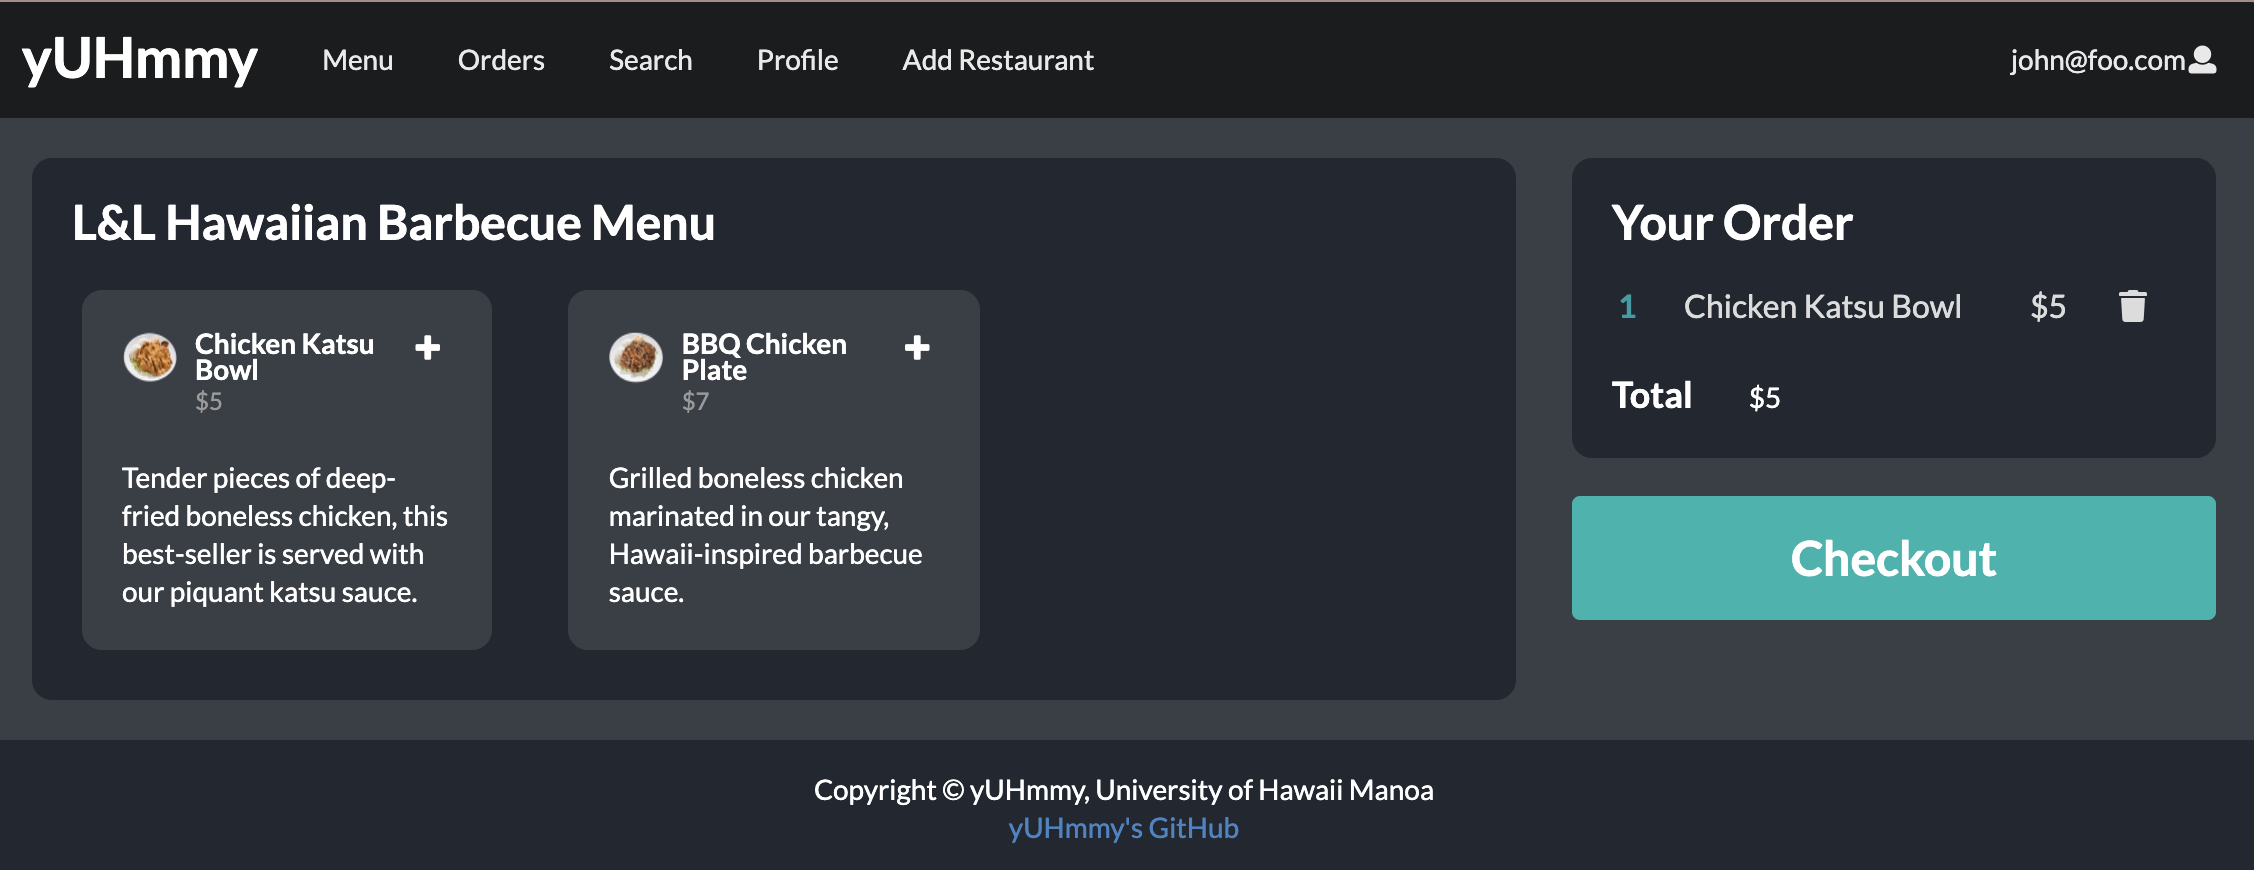 yUHmmy Menu Orders Search Profile Add Restaurant john@foo.com
L&L Hawaiian Barbecue Menu
Chicken Katsu
Bowl
$5
Tender pieces of deep-
fried boneless chicken, this
best-seller is served with
our piquant katsu sauce.
BBQ Chicken
Plate
$7
Grilled boneless chicken
marinated in our tangy,
Hawaii-inspired barbecue
sauce.
Your Order
1 Chicken Katsu Bowl $5
Total $5
Checkout
Copyright © yUHmmy, University of Hawaii Manoa
yUHmmy's GitHub